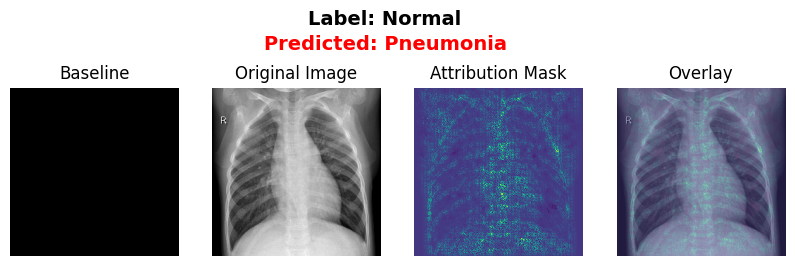 Label: Normal
Predicted: Pneumonia
Baseline
Original Image
Attribution Mask
Overlay
R
R